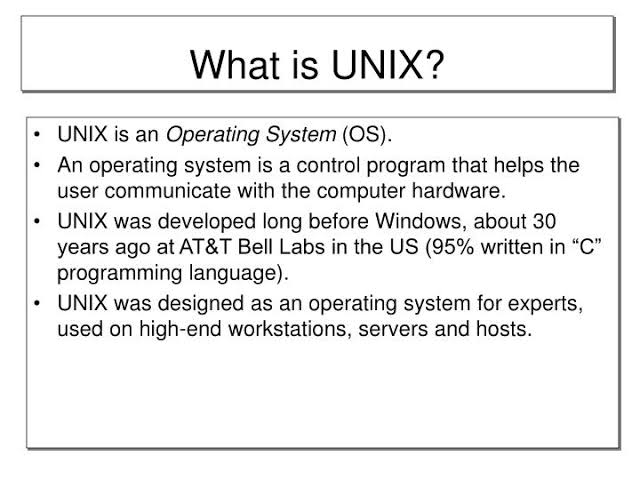 What is UNIX?
• UNIX is an Operating System (OS).
• An operating system is a control program that helps the
user communicate with the computer hardware.
• UNIX was developed long before Windows, about 30
years ago at AT&T Bell Labs in the US (95% written in “C”
programming language).
• UNIX was designed as an operating system for experts,
used on high-end workstations, servers and hosts.